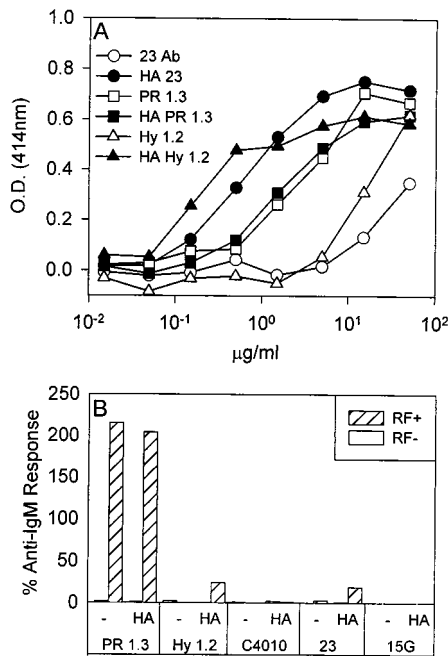 A
1.0
0.8
0.6
0.4
0.2
0.0
O.D. (414nm)
23 Ab
HA 23
PR 1.3
HA PR 1.3
Hy 1.2
HA Hy 1.2
10-2 10-1 100 101 102
µg/ml
B
250
200
150
100
50
0
% Anti-IgM Response
RF+
RF-
- HA - HA - HA - HA - HA
PR 1.3 Hy 1.2 C4010 23 15G